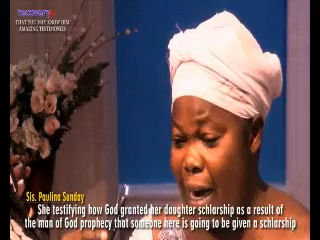 recovery
THAT YOU MAY KNOW HIM
AMAZING TESTIMONIES
Sis. Paulina Sunday
She testifying how God granted her daughter schlarship as a result of
the man of God prophecy that someone here is going to be given a schlarship